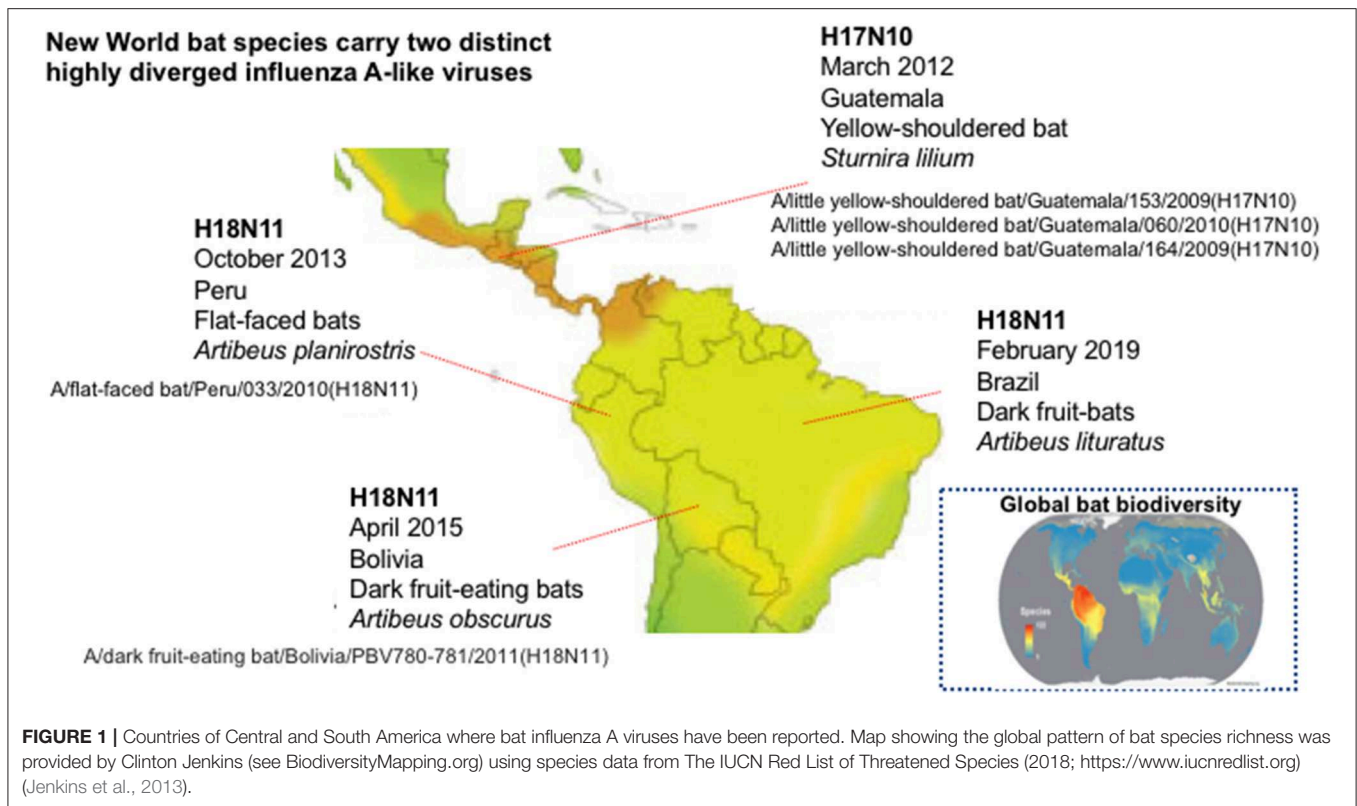 New World bat species carry two distinct
highly diverged influenza A-like viruses
H17N10
March 2012
Guatemala
Yellow-shouldered bat
Sturnira lilium
A/little yellow-shouldered bat/Guatemala/153/2009(H17N10)
A/little yellow-shouldered bat/Guatemala/060/2010(H17N10)
A/little yellow-shouldered bat/Guatemala/164/2009(H17N10)
H18N11
October 2013
Peru
Flat-faced bats
Artibeus planirostris
A/flat-faced bat/Peru/033/2010(H18N11)
H18N11
February 2019
Brazil
Dark fruit-bats
Artibeus lituratus
H18N11
April 2015
Bolivia
Dark fruit-eating bats
Artibeus obscurus
A/dark fruit-eating bat/Bolivia/PBV780-781/2011(H18N11)
Global bat biodiversity
Species
FIGURE 1 | Countries of Central and South America where bat influenza A viruses have been reported. Map showing the global pattern of bat species richness was
provided by Clinton Jenkins (see BiodiversityMapping.org) using species data from The IUCN Red List of Threatened Species (2018; https://www.iucnredlist.org)
(Jenkins et al., 2013).